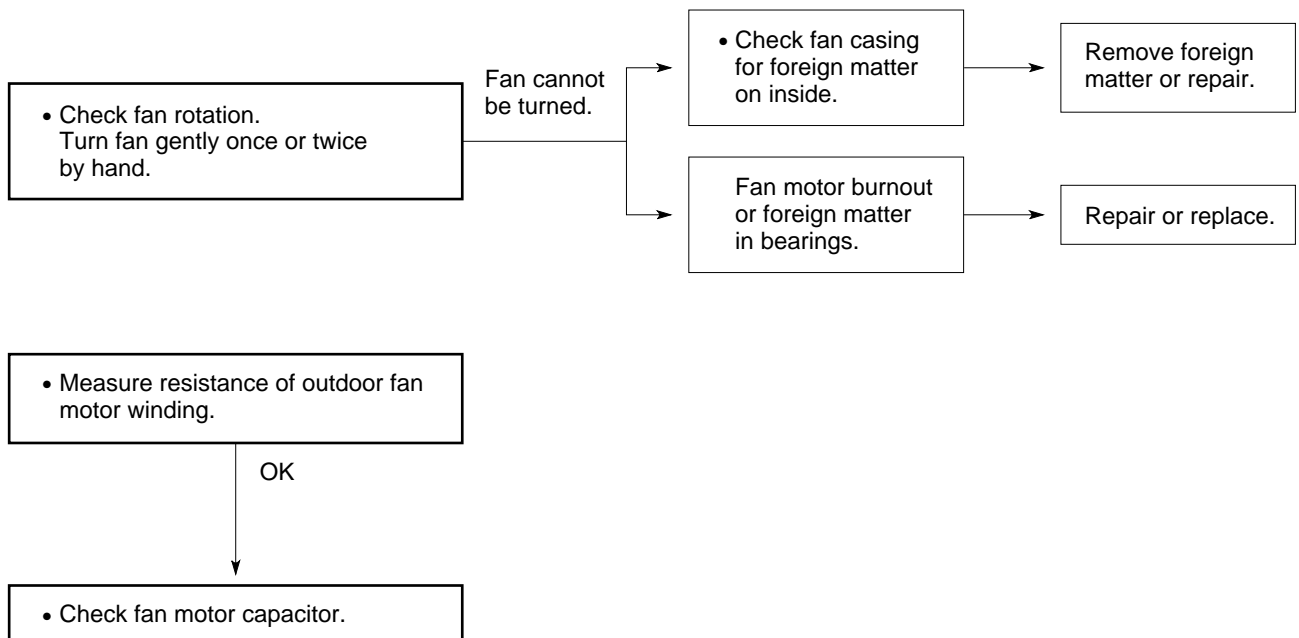 • Check fan rotation.
Turn fan gently once or twice
by hand.
Fan cannot
be turned.
• Check fan casing
for foreign matter
on inside.
Remove foreign
matter or repair.
Fan motor burnout
or foreign matter
in bearings.
Repair or replace.
• Measure resistance of outdoor fan
motor winding.
OK
• Check fan motor capacitor.